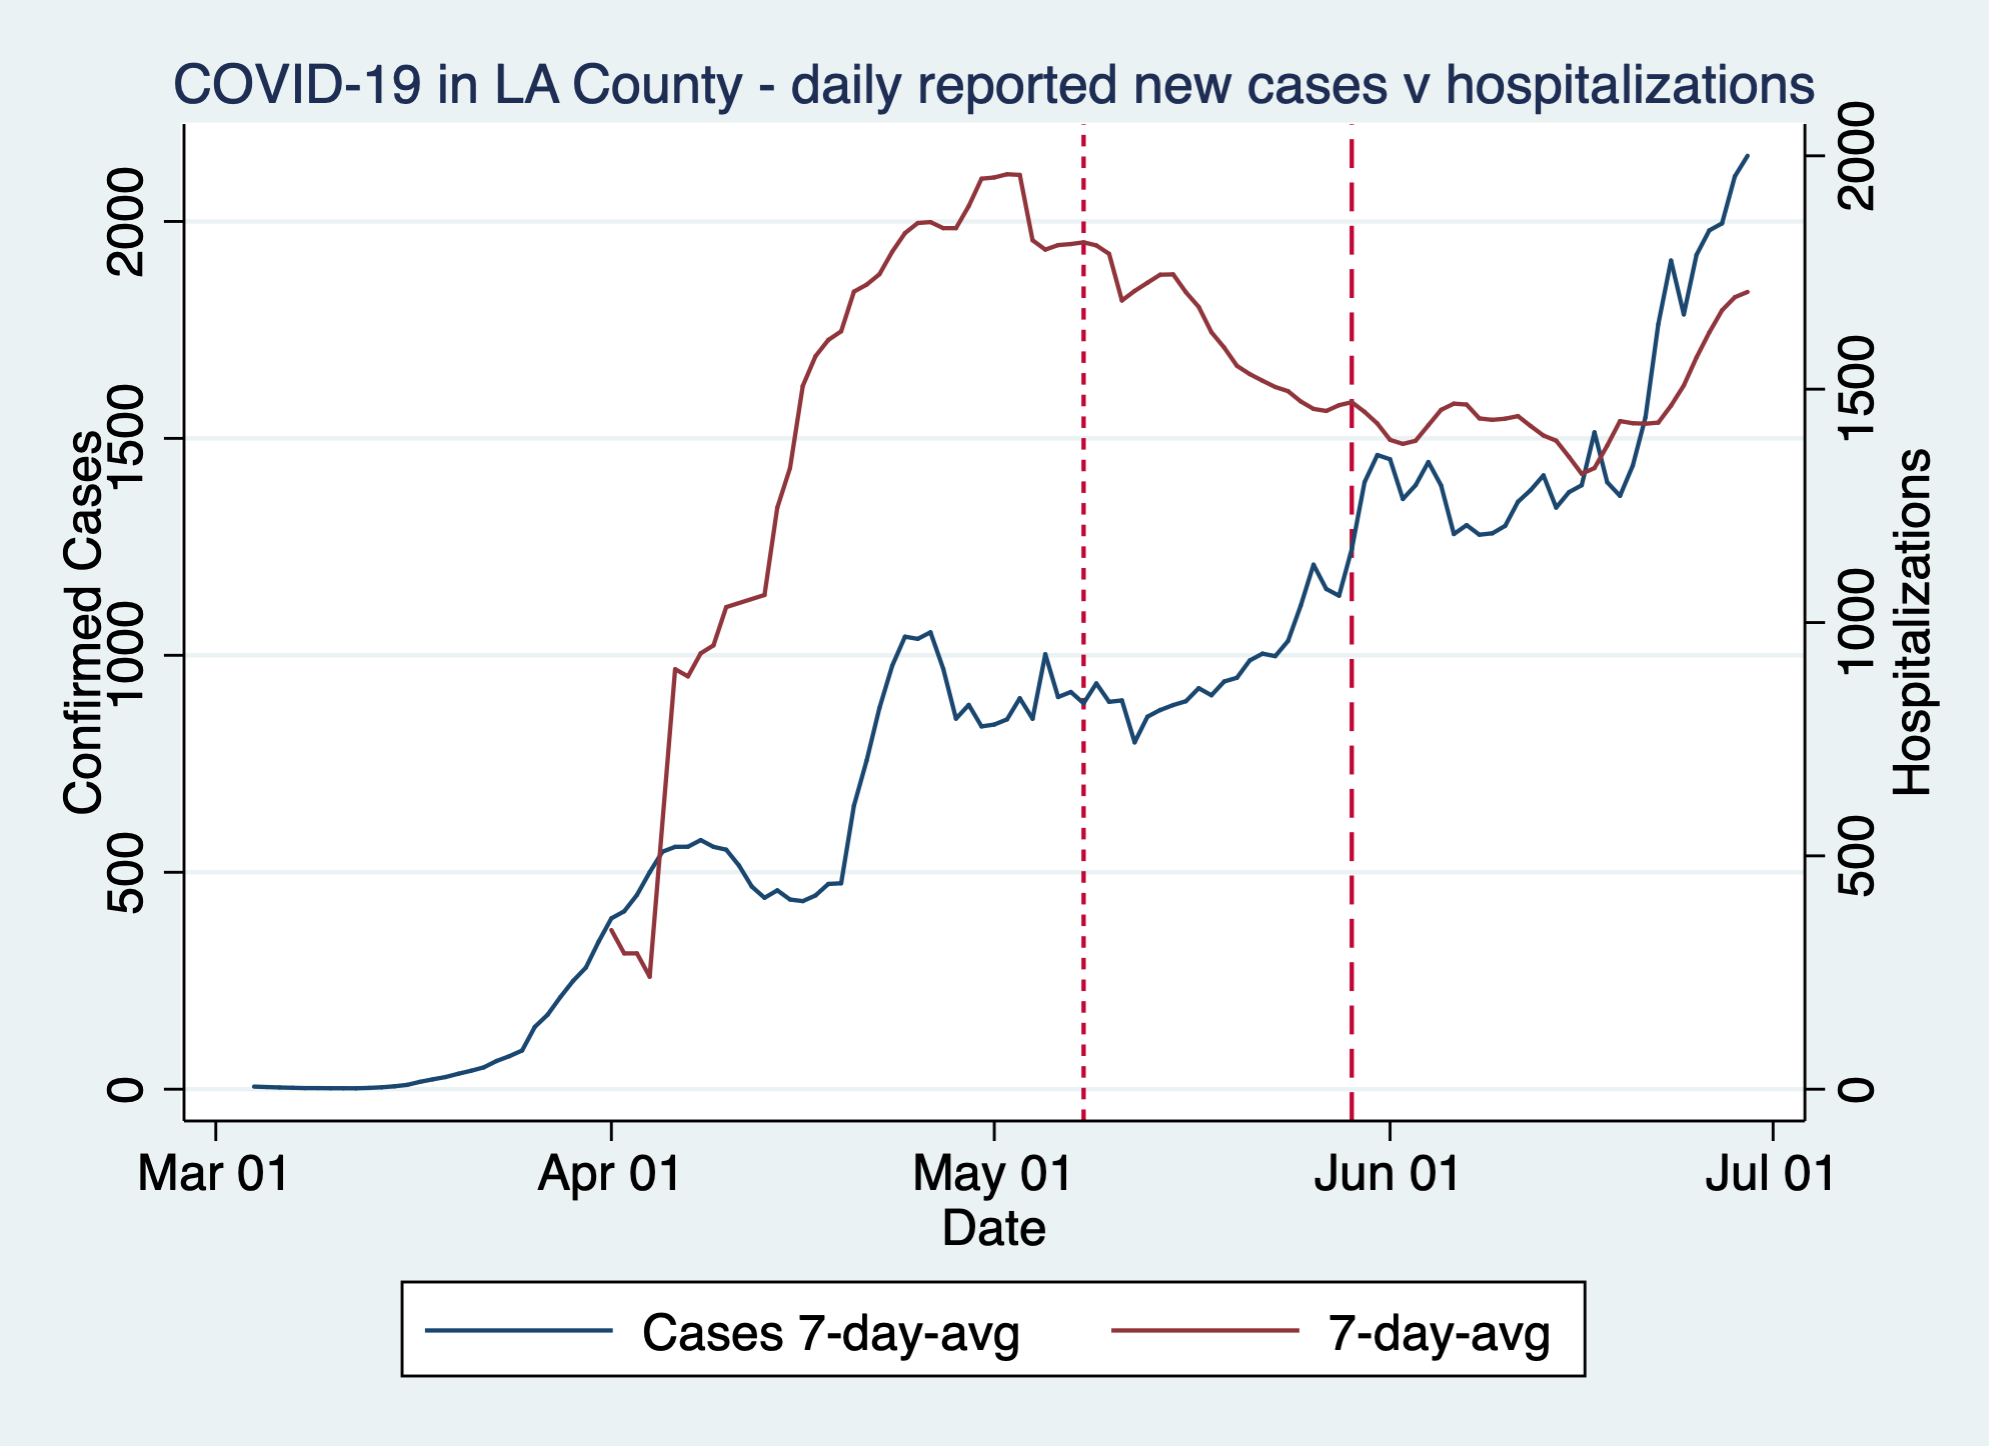 COVID-19 in LA County - daily reported new cases v hospitalizations
Confirmed Cases
2000
1500
1000
500
0
2000
1500
1000
500
0
Hospitalizations
Mar 01 Apr 01 May 01 Jun 01 Jul 01
Date
Cases 7-day-avg 7-day-avg